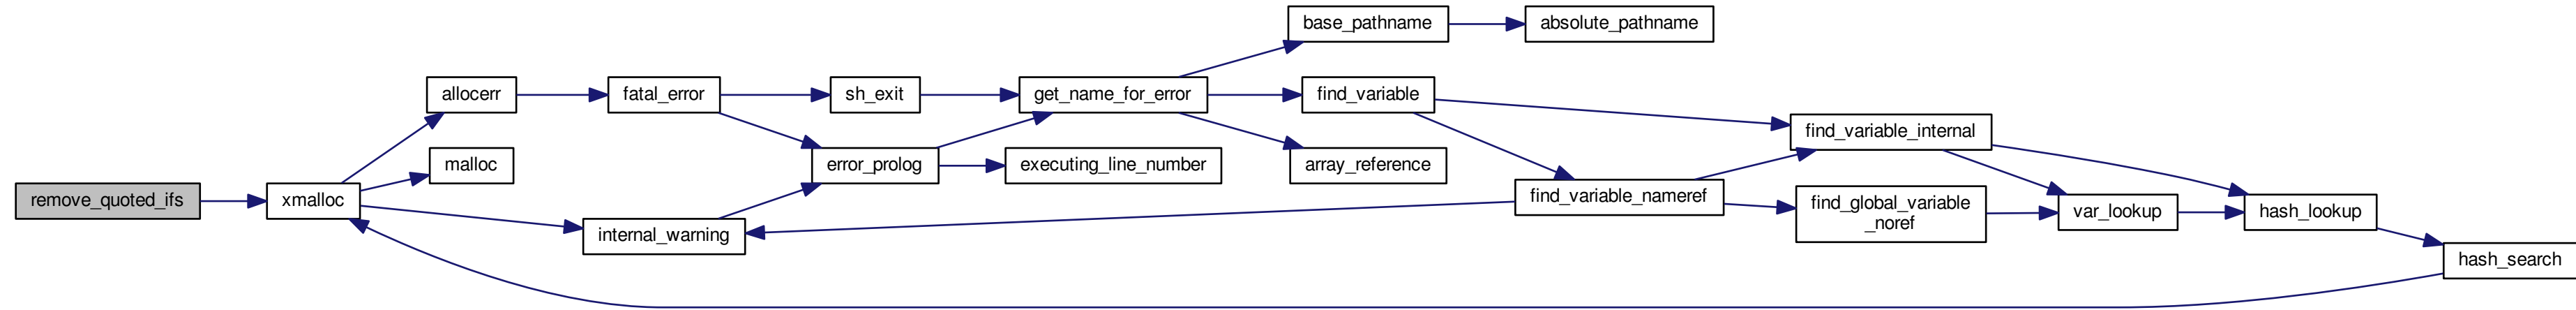 remove_quoted_ifs
xmalloc
allocerr
malloc
internal_warning
fatal_error
sh_exit
error_prolog
get_name_for_error
executing_line_number
base_pathname
absolute_pathname
find_variable
array_reference
find_variable_nameref
find_variable_internal
find_global_variable
_noref
var_lookup
hash_lookup
hash_search